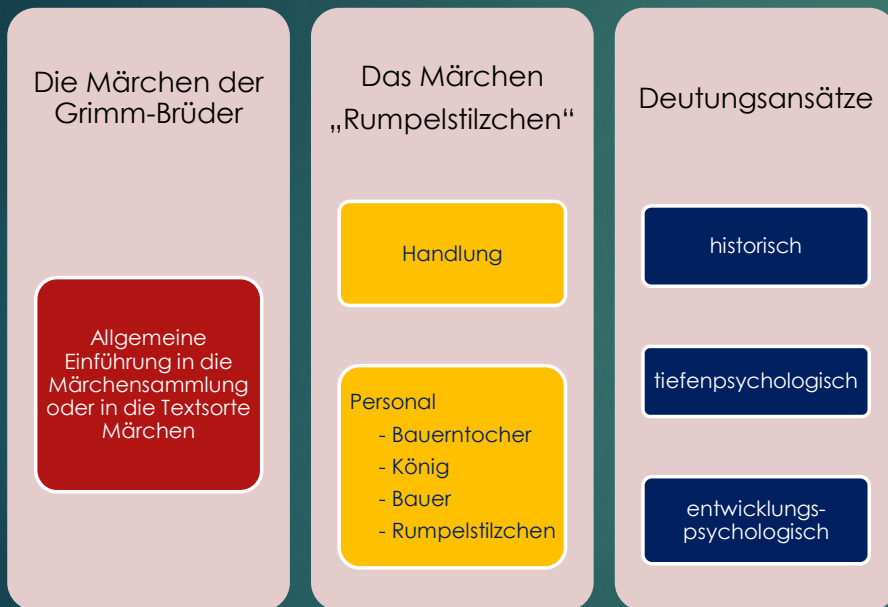 Die Märchen der
Grimm-Brüder
Allgemeine
Einführung in die
Märchensammlung
oder in die Textsorte
Märchen
Das Märchen
„Rumpelstilzchen“
Handlung
Personal
- Bauerntocher
- König
- Bauer
- Rumpelstilzchen
Deutungsansätze
historisch
tiefenpsychologisch
entwicklungs-
psychologisch